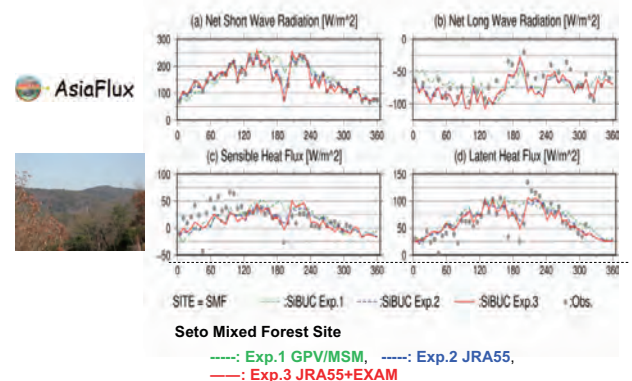 (a) Net Short Wave Radiation [W/m^2]
(b) Net Long Wave Radiation [W/m^2]
300
200
100
0
0
-50
-100
0 60 120 180 240 300 360
0 60 120 180 240 300 360
AsiaFlux
(c) Sensible Heat Flux [W/m^2]
(d) Latent Heat Flux [W/m^2]
100
50
0
-50
150
100
50
0
0 60 120 180 240 300 360
0 60 120 180 240 300 360
SITE = SMF :SiBUC Exp.1 :SiBUC Exp.2 :SiBUC Exp.3 :Obs.
Seto Mixed Forest Site
-----: Exp.1 GPV/MSM, -----: Exp.2 JRA55,
——: Exp.3 JRA55+EXAM